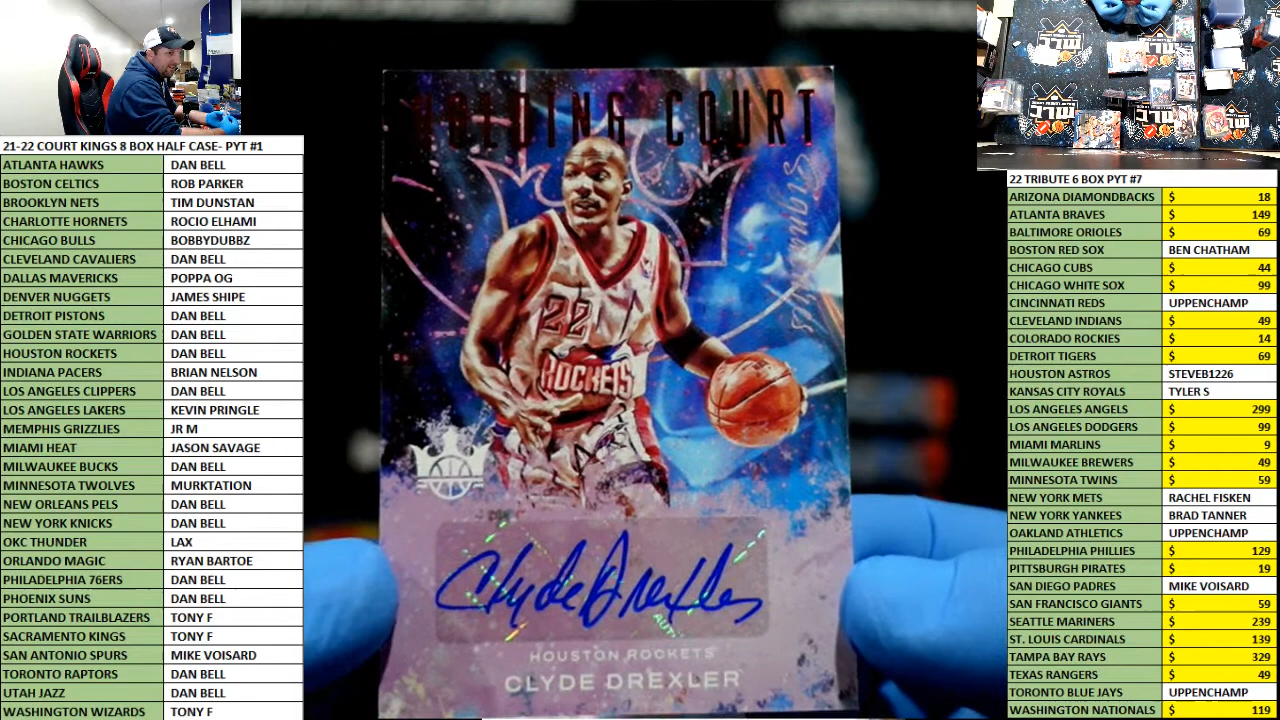 21-22 COURT KINGS 8 BOX HALF CASE- PYT #1
ATLANTA HAWKS DAN BELL
BOSTON CELTICS ROB PARKER
BROOKLYN NETS TIM DUNSTAN
CHARLOTTE HORNETS ROCIO ELHAMI
CHICAGO BULLS BOBBYDUBBZ
CLEVELAND CAVALIERS DAN BELL
DALLAS MAVERICKS POPPA OG
DENVER NUGGETS JAMES SHIPE
DETROIT PISTONS DAN BELL
GOLDEN STATE WARRIORS DAN BELL
HOUSTON ROCKETS DAN BELL
INDIANA PACERS BRIAN NELSON
LOS ANGELES CLIPPERS DAN BELL
LOS ANGELES LAKERS KEVIN PRINGLE
MEMPHIS GRIZZLIES JR M
MIAMI HEAT JASON SAVAGE
MILWAUKEE BUCKS DAN BELL
MINNESOTA TWOLVES MURKTATION
NEW ORLEANS PELS DAN BELL
NEW YORK KNICKS DAN BELL
OKC THUNDER LAX
ORLANDO MAGIC RYAN BARTOE
PHILADELPHIA 76ERS DAN BELL
PHOENIX SUNS DAN BELL
PORTLAND TRAILBLAZERS TONY F
SACRAMENTO KINGS TONY F
SAN ANTONIO SPURS MIKE VOISARD
TORONTO RAPTORS DAN BELL
UTAH JAZZ DAN BELL
WASHINGTON WIZARDS TONY F
HOLDING COURT
Signatures
22
ROCKETS
Clyde Drexler
HOUSTON ROCKETS
CLYDE DREXLER
22 TRIBUTE 6 BOX PYT #7
ARIZONA DIAMONDBACKS $ 18
ATLANTA BRAVES $ 149
BALTIMORE ORIOLES $ 69
BOSTON RED SOX BEN CHATHAM
CHICAGO CUBS $ 44
CHICAGO WHITE SOX $ 99
CINCINNATI REDS UPPENCHAMP
CLEVELAND INDIANS $ 49
COLORADO ROCKIES $ 14
DETROIT TIGERS $ 69
HOUSTON ASTROS STEVEB1226
KANSAS CITY ROYALS TYLER S
LOS ANGELES ANGELS $ 299
LOS ANGELES DODGERS $ 99
MIAMI MARLINS $ 9
MILWAUKEE BREWERS $ 49
MINNESOTA TWINS $ 59
NEW YORK METS RACHEL FISKEN
NEW YORK YANKEES BRAD TANNER
OAKLAND ATHLETICS UPPENCHAMP
PHILADELPHIA PHILLIES $ 129
PITTSBURGH PIRATES $ 19
SAN DIEGO PADRES MIKE VOISARD
SAN FRANCISCO GIANTS $ 59
SEATTLE MARINERS $ 239
ST. LOUIS CARDINALS $ 139
TAMPA BAY RAYS $ 329
TEXAS RANGERS $ 49
TORONTO BLUE JAYS UPPENCHAMP
WASHINGTON NATIONALS $ 119